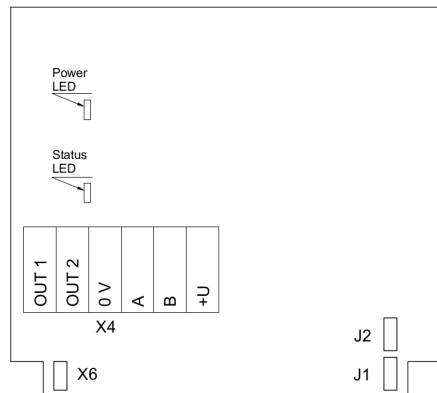 Power
LED
Status
LED
OUT 1
OUT 2
0 V
A
B
+U
X4
J2
X6
J1